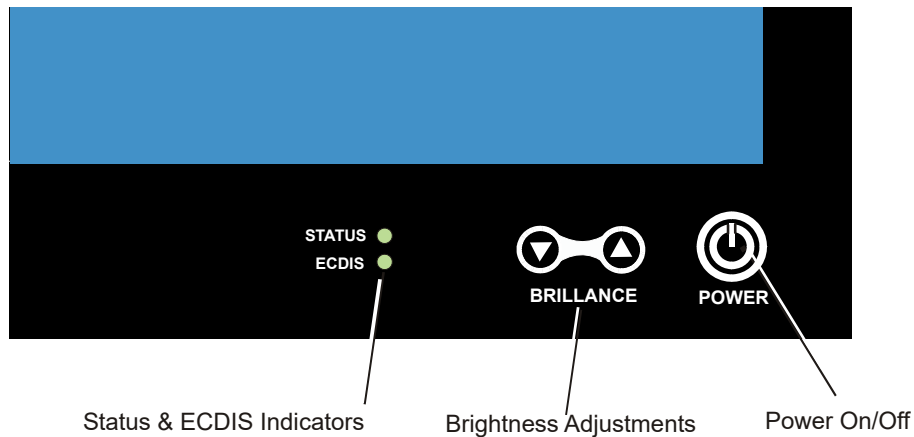 STATUS
ECDIS
BRILLANCE
POWER
Status & ECDIS Indicators
Brightness Adjustments
Power On/Off